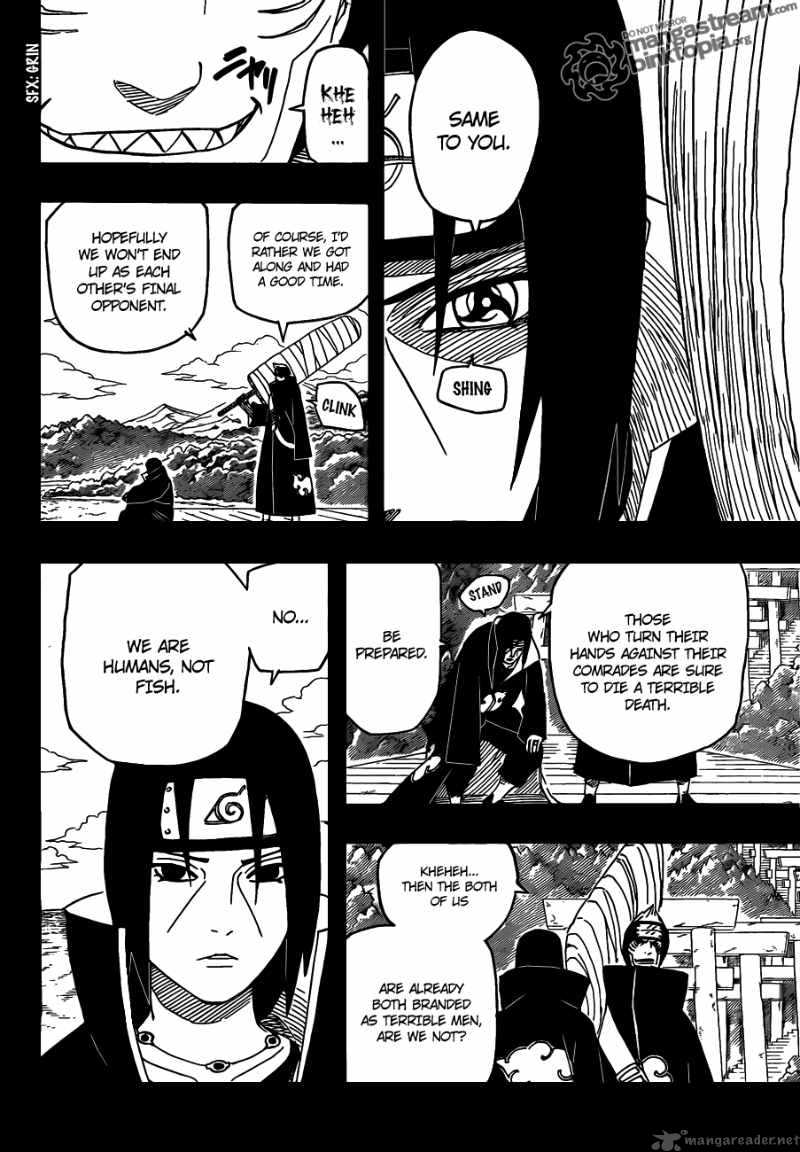 DO NOT MIRROR
mangastream.com
binktopia.org
SAME
TO YOU.
SHING
SFX: GRIN
KHE
HEH
...
OF COURSE, I'D
RATHER WE GOT
ALONG AND HAD
A GOOD TIME.
HOPEFULLY
WE WON'T END
UP AS EACH
OTHER'S FINAL
OPPONENT.
CLINK
THOSE
WHO TURN THEIR
HANDS AGAINST THEIR
COMRADES ARE SURE
TO DIE A TERRIBLE
DEATH.
STAND
BE
PREPARED.
KHEHEH...
THEN THE BOTH
OF US
ARE ALREADY
BOTH BRANDED
AS TERRIBLE MEN,
ARE WE NOT?
NO...
WE ARE
HUMANS, NOT
FISH.
mangareader.net